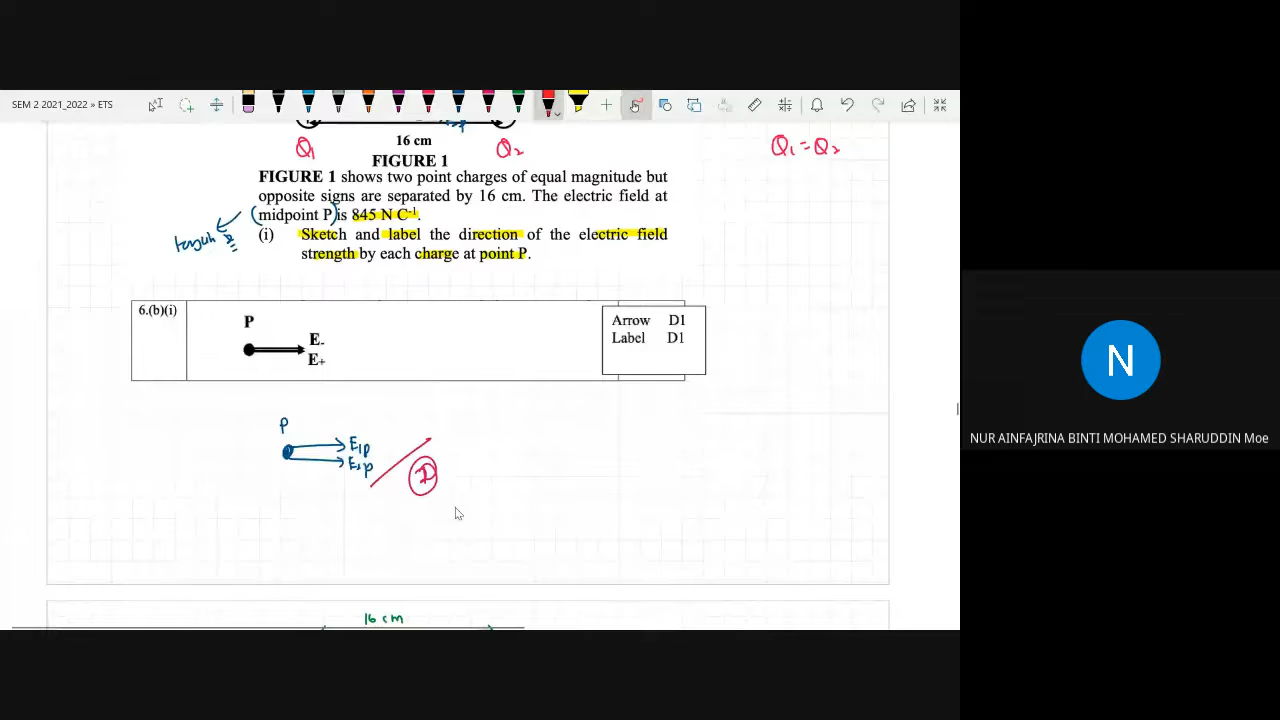 SEM 2 2021_2022 » ETS
16 cm
Q1
Q2
Q1 = Q2
FIGURE 1
FIGURE 1 shows two point charges of equal magnitude but
opposite signs are separated by 16 cm. The electric field at
(midpoint P) is 845 N C-1.
tengah2
(i) Sketch and label the direction of the electric field
strength by each charge at point P.
6.(b)(i)
P
E-
E+
Arrow D1
Label D1
P
E1p
E2p
D
16 cm
N
NUR AINFAJRINA BINTI MOHAMED SHARUDDIN Moe